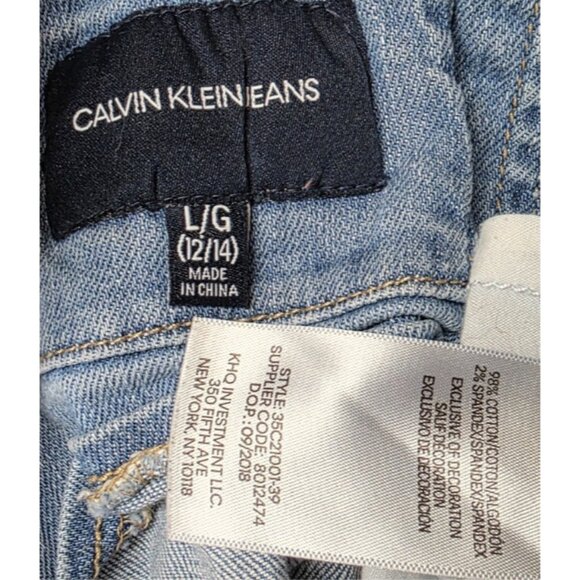 CALVIN KLEIN JEANS
L/G
(12/14)
MADE
IN CHINA
98% COTTON/COTON/ALGODON
2% SPANDEX/SPANDEX/SPANDEX
EXCLUSIVE OF DECORATION
SAUF DECORATION
EXCLUSIVO DE DECORACION
STYLE: 35C21001-39
SUPPLIER CODE: 8012474
D.O.P.: 09/2018
KHQ INVESTMENT LLC.
350 FIFTH AVE
NEW YORK, NY 10118